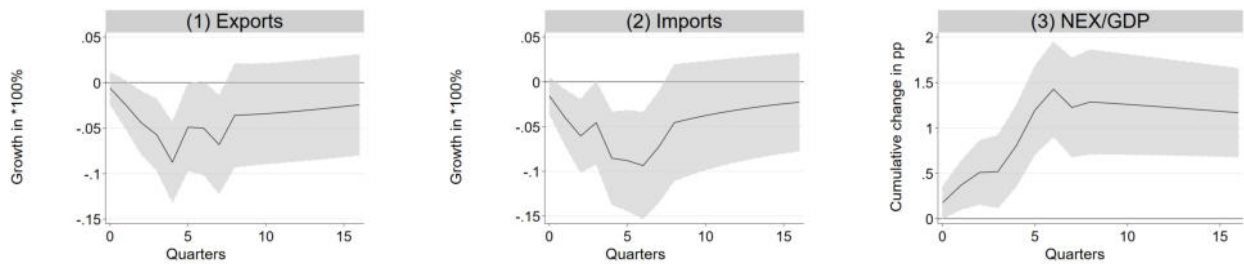 (1) Exports
Growth in *100%
.05
0
-.05
-.1
-.15
0 5 10 15
Quarters
(2) Imports
Growth in *100%
.05
0
-.05
-.1
-.15
0 5 10 15
Quarters
(3) NEX/GDP
Cumulative change in pp
2
1.5
1
.5
0
0 5 10 15
Quarters